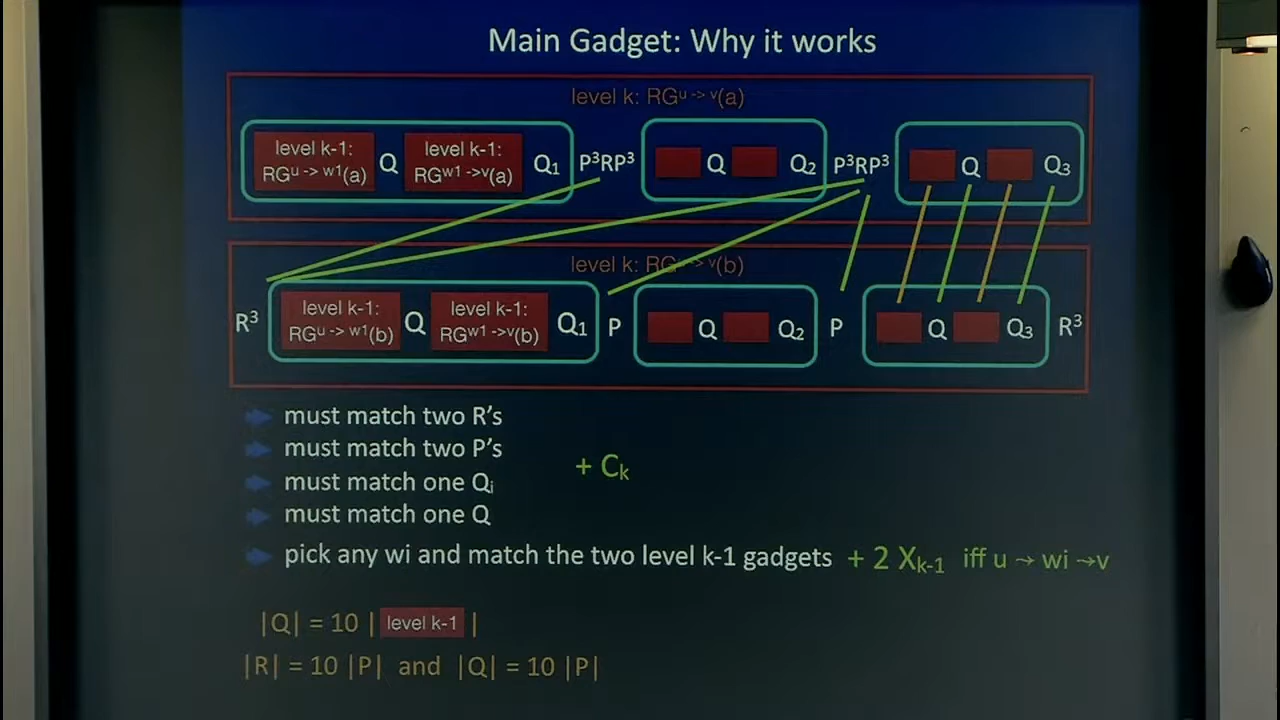 Main Gadget: Why it works
level k: RGᵘ ⁻ᐳ ᵛ(a)
level k-1: Q level k-1: Q₁ P³RP³ Q Q₂ P³RP³ Q Q₃
RGᵘ ⁻ᐳ ʷ¹(a) RGʷ¹ ⁻ᐳᵛ(a)
level k: RGᵘ ⁻ᐳ ᵛ(b)
R³ level k-1: Q level k-1: Q₁ P Q Q₂ P Q Q₃ R³
RGᵘ ⁻ᐳ ʷ¹(b) RGʷ¹ ⁻ᐳᵛ(b)
must match two R's
must match two P's
+ Cₖ
must match one Qᵢ
must match one Q
pick any wi and match the two level k-1 gadgets + 2 Xₖ₋₁ iff u → wi →v
|Q| = 10 | level k-1 |
|R| = 10 |P| and |Q| = 10 |P|